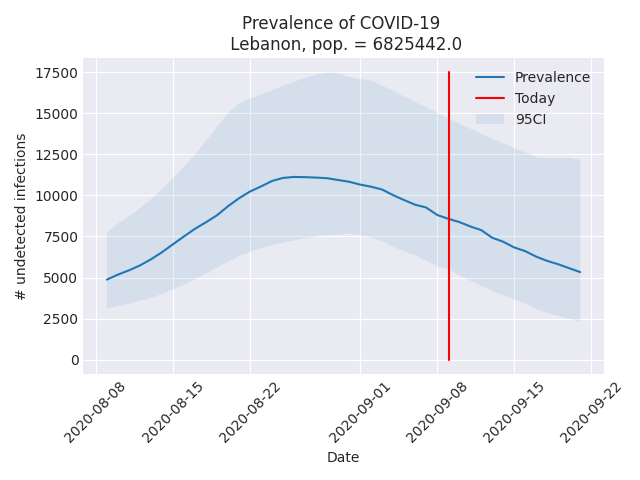 Prevalence of COVID-19
Lebanon, pop. = 6825442.0
17500
15000
12500
10000
7500
5000
2500
0
# undetected infections
Prevalence
Today
95CI
2020-08-08
2020-08-15
2020-08-22
2020-09-01
2020-09-08
2020-09-15
2020-09-22
Date